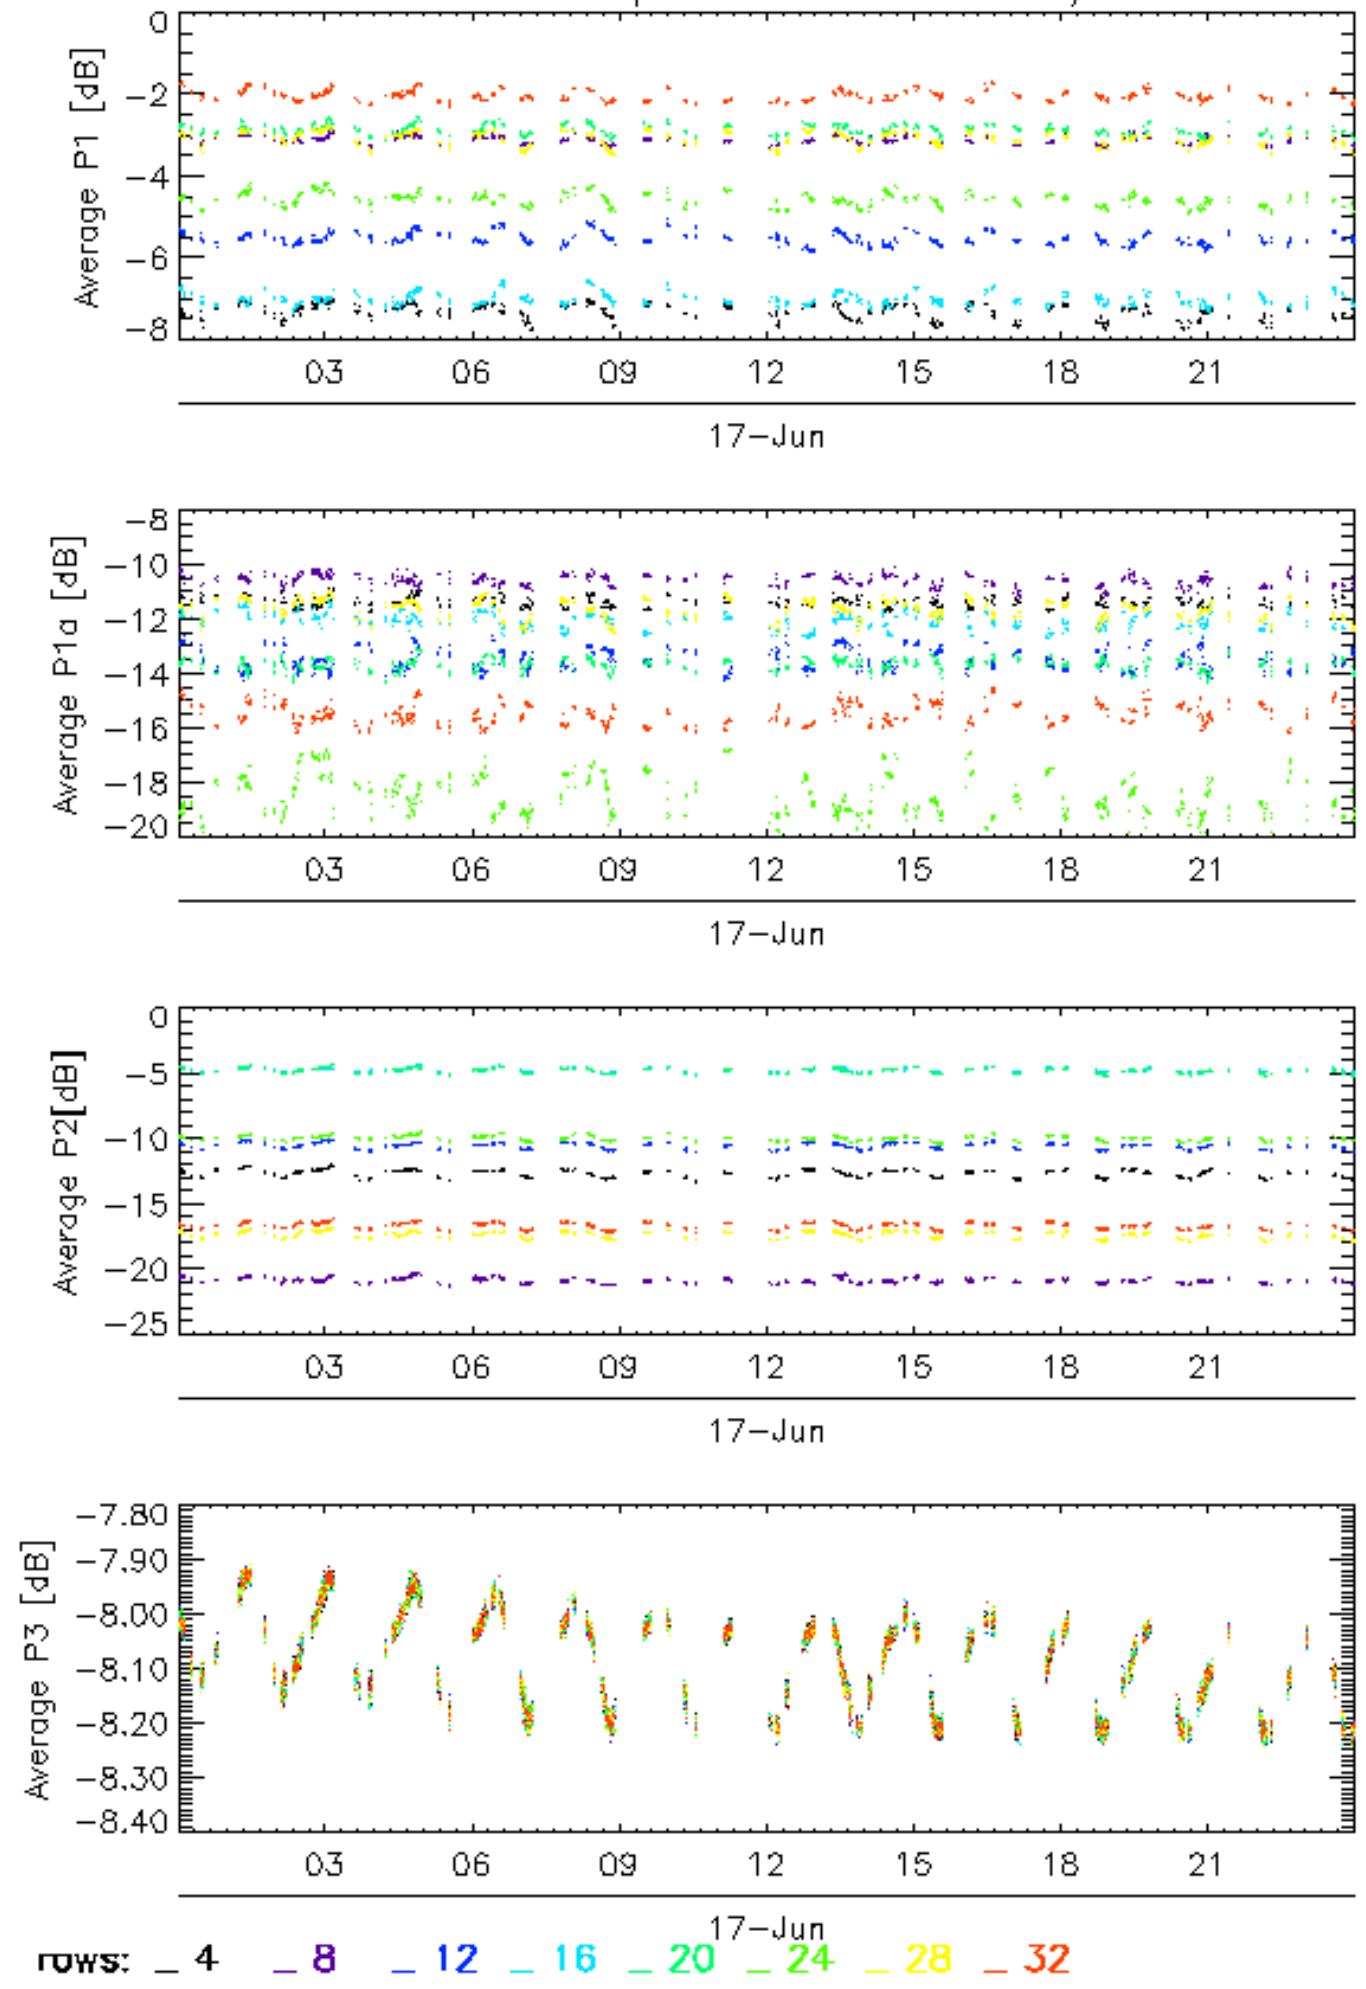 0
-2
-4
-6
-8
Average P1 [dB]
03 06 09 12 15 18 21
17-Jun
-8
-10
-12
-14
-16
-18
-20
Average P1a [dB]
03 06 09 12 15 18 21
17-Jun
0
-5
-10
-15
-20
-25
Average P2[dB]
03 06 09 12 15 18 21
17-Jun
-7.80
-7.90
-8.00
-8.10
-8.20
-8.30
-8.40
Average P3 [dB]
03 06 09 12 15 18 21
17-Jun
rows: _ 4 _ 8 _ 12 _ 16 _ 20 _ 24 _ 28 _ 32